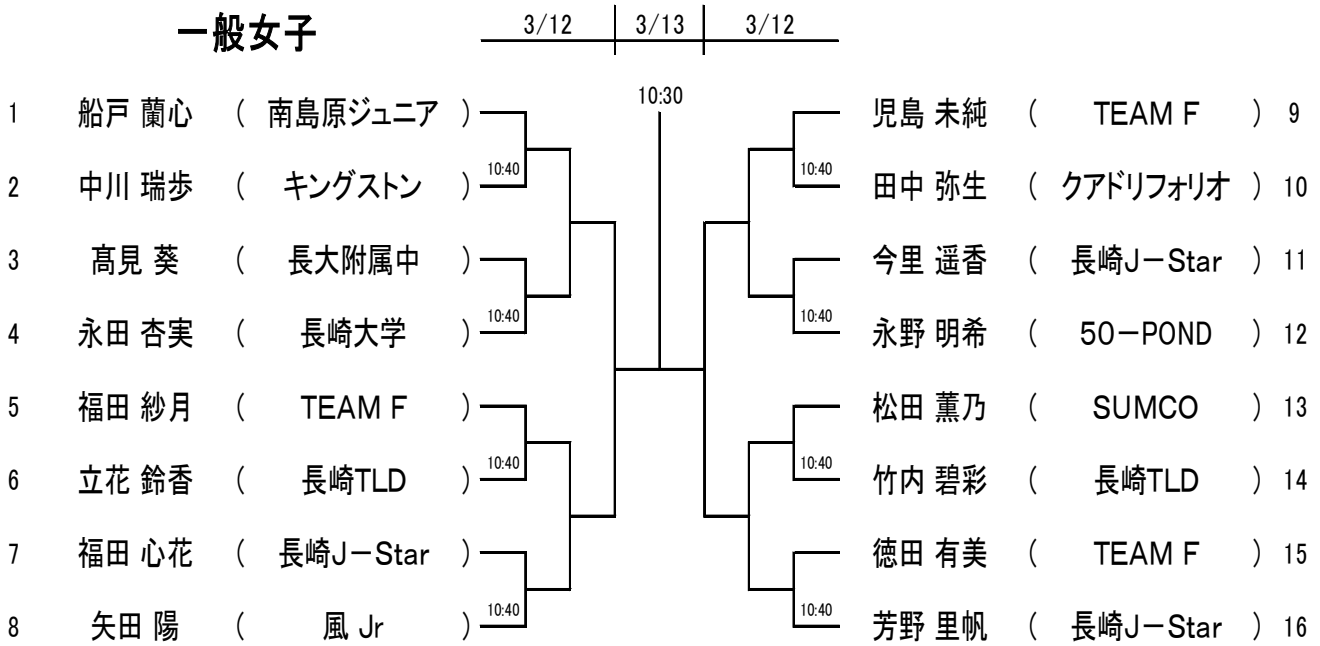 一般女子 3/12 3/13 3/12
10:30
1 船戸 蘭心 ( 南島原ジュニア ) 児島 未純 ( TEAM F ) 9
10:40 10:40
2 中川 瑞歩 ( キングストン ) 田中 弥生 ( クアドリフォリオ ) 10
3 髙見 葵 ( 長大附属中 ) 今里 遥香 ( 長崎J－Star ) 11
10:40 10:40
4 永田 杏実 ( 長崎大学 ) 永野 明希 ( 50－POND ) 12
5 福田 紗月 ( TEAM F ) 松田 薫乃 ( SUMCO ) 13
10:40 10:40
6 立花 鈴香 ( 長崎TLD ) 竹内 碧彩 ( 長崎TLD ) 14
7 福田 心花 ( 長崎J－Star ) 徳田 有美 ( TEAM F ) 15
10:40 10:40
8 矢田 陽 ( 風 Jr ) 芳野 里帆 ( 長崎J－Star ) 16